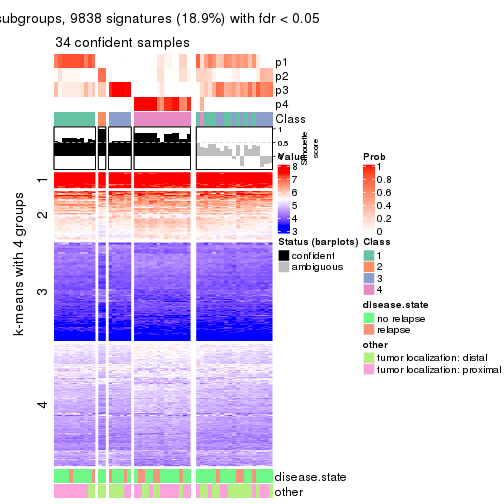 subgroups, 9838 signatures (18.9%) with fdr < 0.05
34 confident samples
p1
p2
p3
p4
Class
1
0.5
0
Silhouette
score
k-means with 4 groups
1
2
3
4
disease.state
other
Value
8
7
6
5
4
3
Status (barplots)
confident
ambiguous
Prob
1
0.8
0.6
0.4
0.2
0
Class
1
2
3
4
disease.state
no relapse
relapse
other
tumor localization: distal
tumor localization: proximal